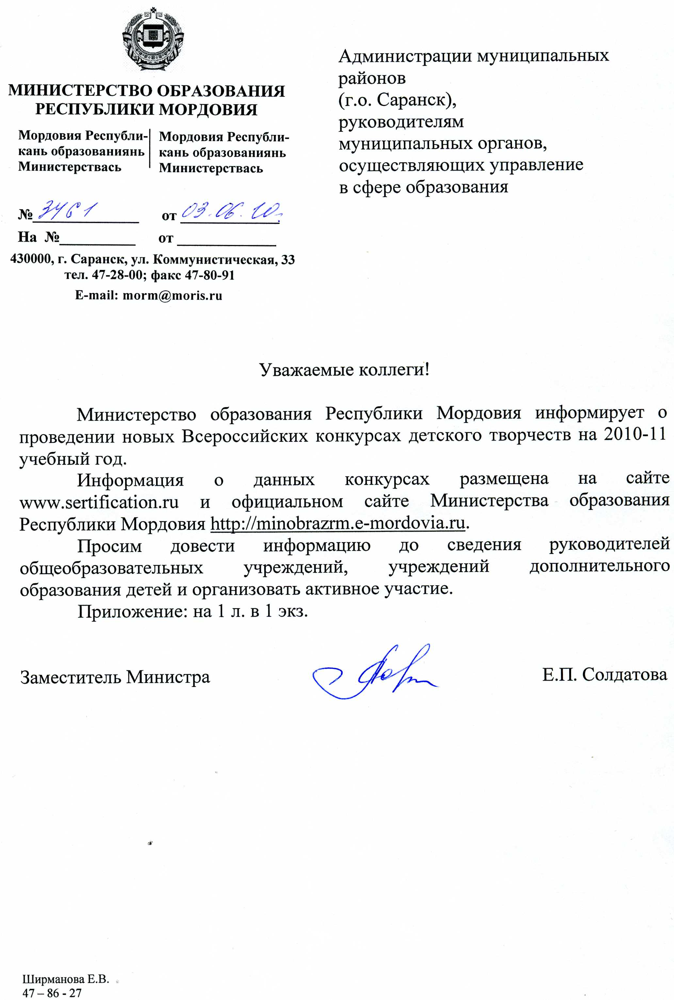 МИНИСТЕРСТВО ОБРАЗОВАНИЯ
РЕСПУБЛИКИ МОРДОВИЯ
Мордовия Республи-
кань образованиянь
Министерствась
Мордовия Республи-
кань образованиянь
Министерствась
№ 3461 от 03.06.10.
На № от
430000, г. Саранск, ул. Коммунистическая, 33
тел. 47-28-00; факс 47-80-91
E-mail: morm@moris.ru
Администрации муниципальных
районов
(г.о. Саранск),
руководителям
муниципальных органов,
осуществляющих управление
в сфере образования
Уважаемые коллеги!
Министерство образования Республики Мордовия информирует о
проведении новых Всероссийских конкурсах детского творчеств на 2010-11
учебный год.
Информация о данных конкурсах размещена на сайте
www.sertification.ru и официальном сайте Министерства образования
Республики Мордовия http://minobrazrm.e-mordovia.ru.
Просим довести информацию до сведения руководителей
общеобразовательных учреждений, учреждений дополнительного
образования детей и организовать активное участие.
Приложение: на 1 л. в 1 экз.
Заместитель Министра Е.П. Солдатова
Ширманова Е.В.
47 – 86 - 27